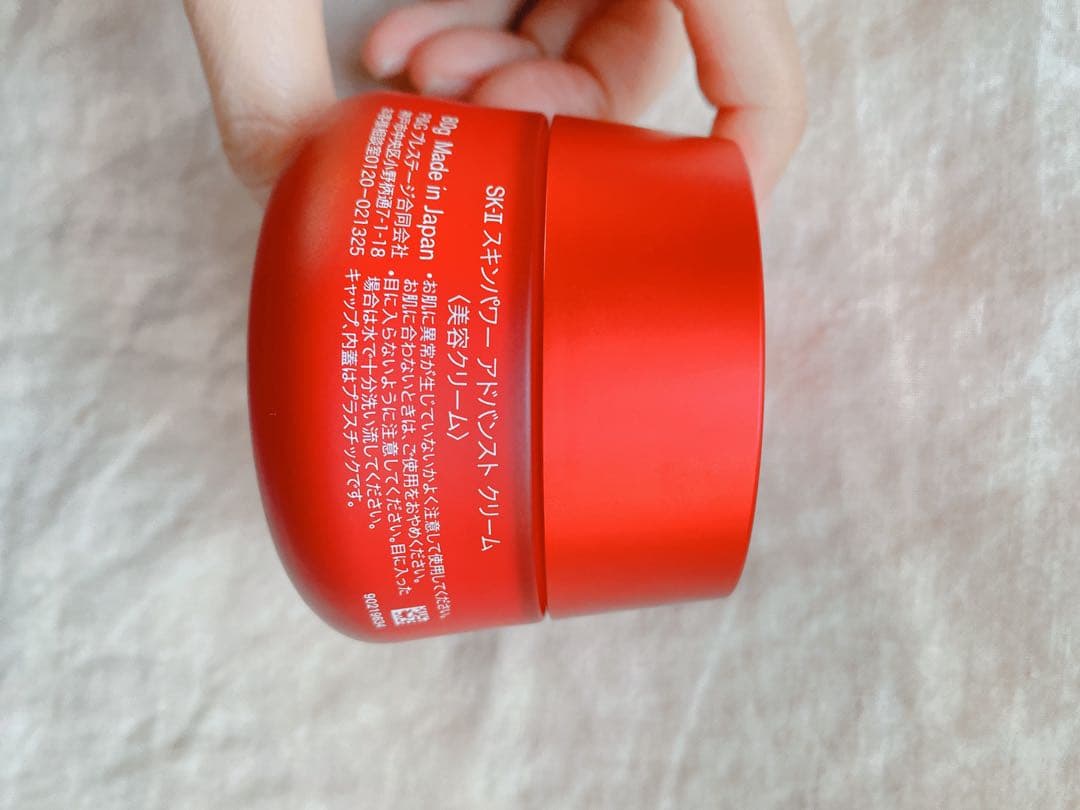 SK-II スキンパワー アドバンスト クリーム
〈美容クリーム〉
80g Made in Japan
P&G プレステージ合同会社
神戸市中央区小野柄通7-1-18
お客様相談室0120-021325
・お肌に異常が生じていないかよく注意して使用してください。
お肌に合わないときは、ご使用をおやめください。
・目に入らないように注意してください。目に入った
場合は水で十分洗い流してください。
キャップ、内蓋はプラスチックです。
90219634